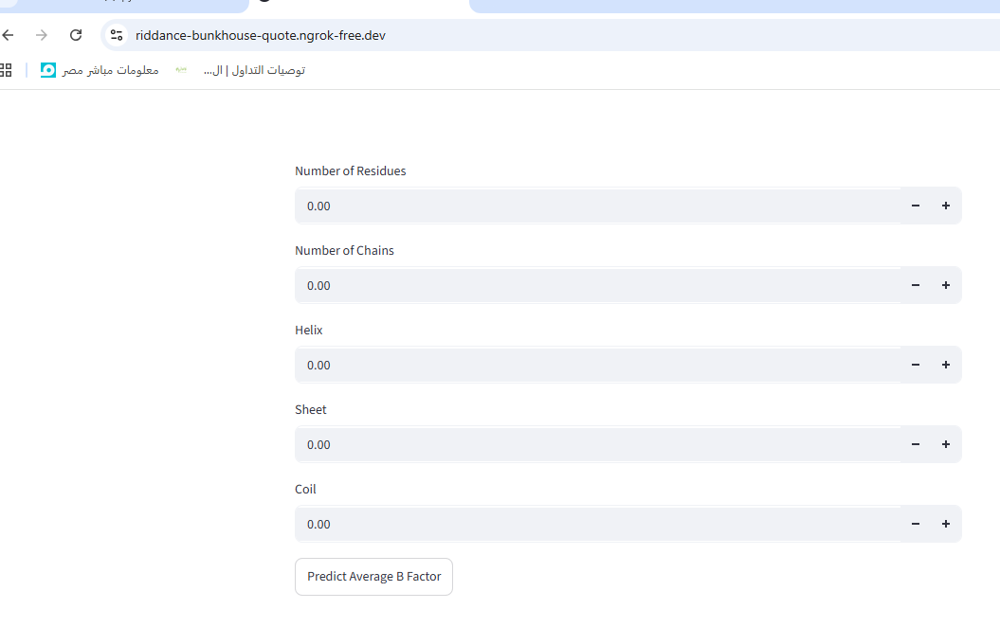 riddance-bunkhouse-quote.ngrok-free.dev
معلومات مباشر مصر
توصيات التداول | ال...
Number of Residues
0.00
Number of Chains
0.00
Helix
0.00
Sheet
0.00
Coil
0.00
Predict Average B Factor